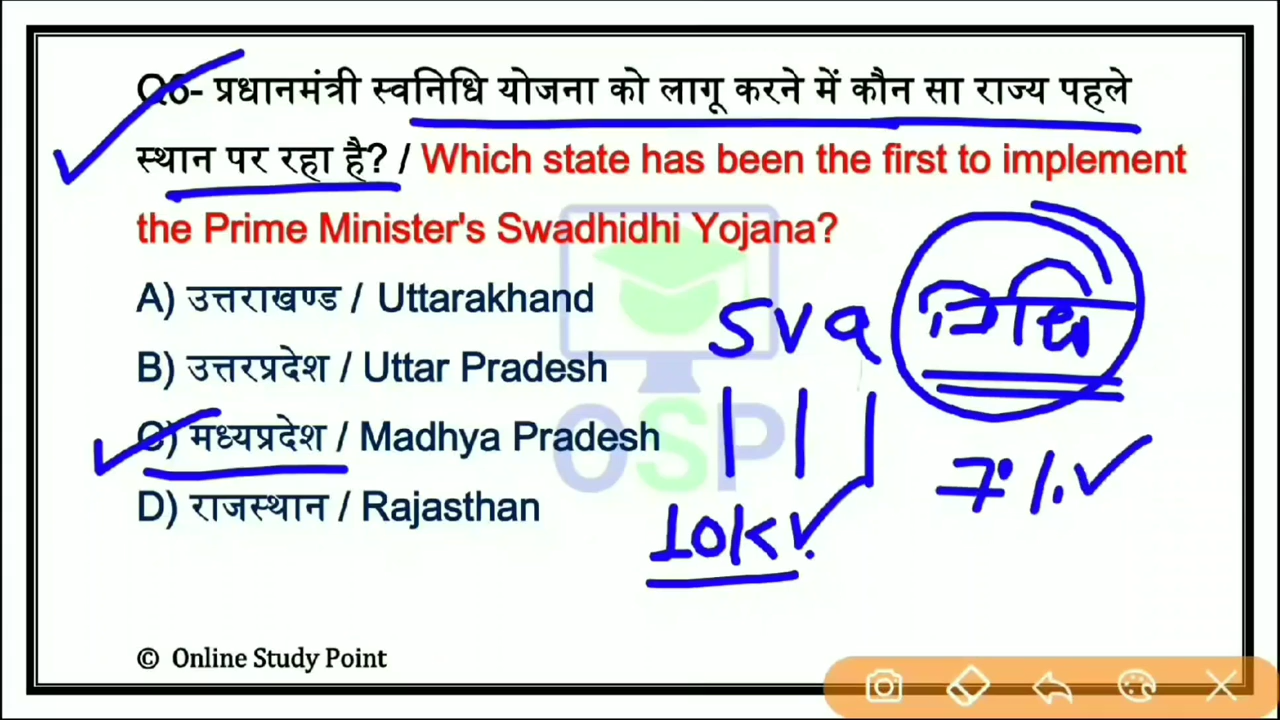 Q6- प्रधानमंत्री स्वनिधि योजना को लागू करने में कौन सा राज्य पहले
स्थान पर रहा है? / Which state has been the first to implement
the Prime Minister's Swadhidhi Yojana?
A) उत्तराखण्ड / Uttarakhand
B) उत्तरप्रदेश / Uttar Pradesh
C) मध्यप्रदेश / Madhya Pradesh
D) राजस्थान / Rajasthan
sva निधि
7%
10K
OSP
© Online Study Point